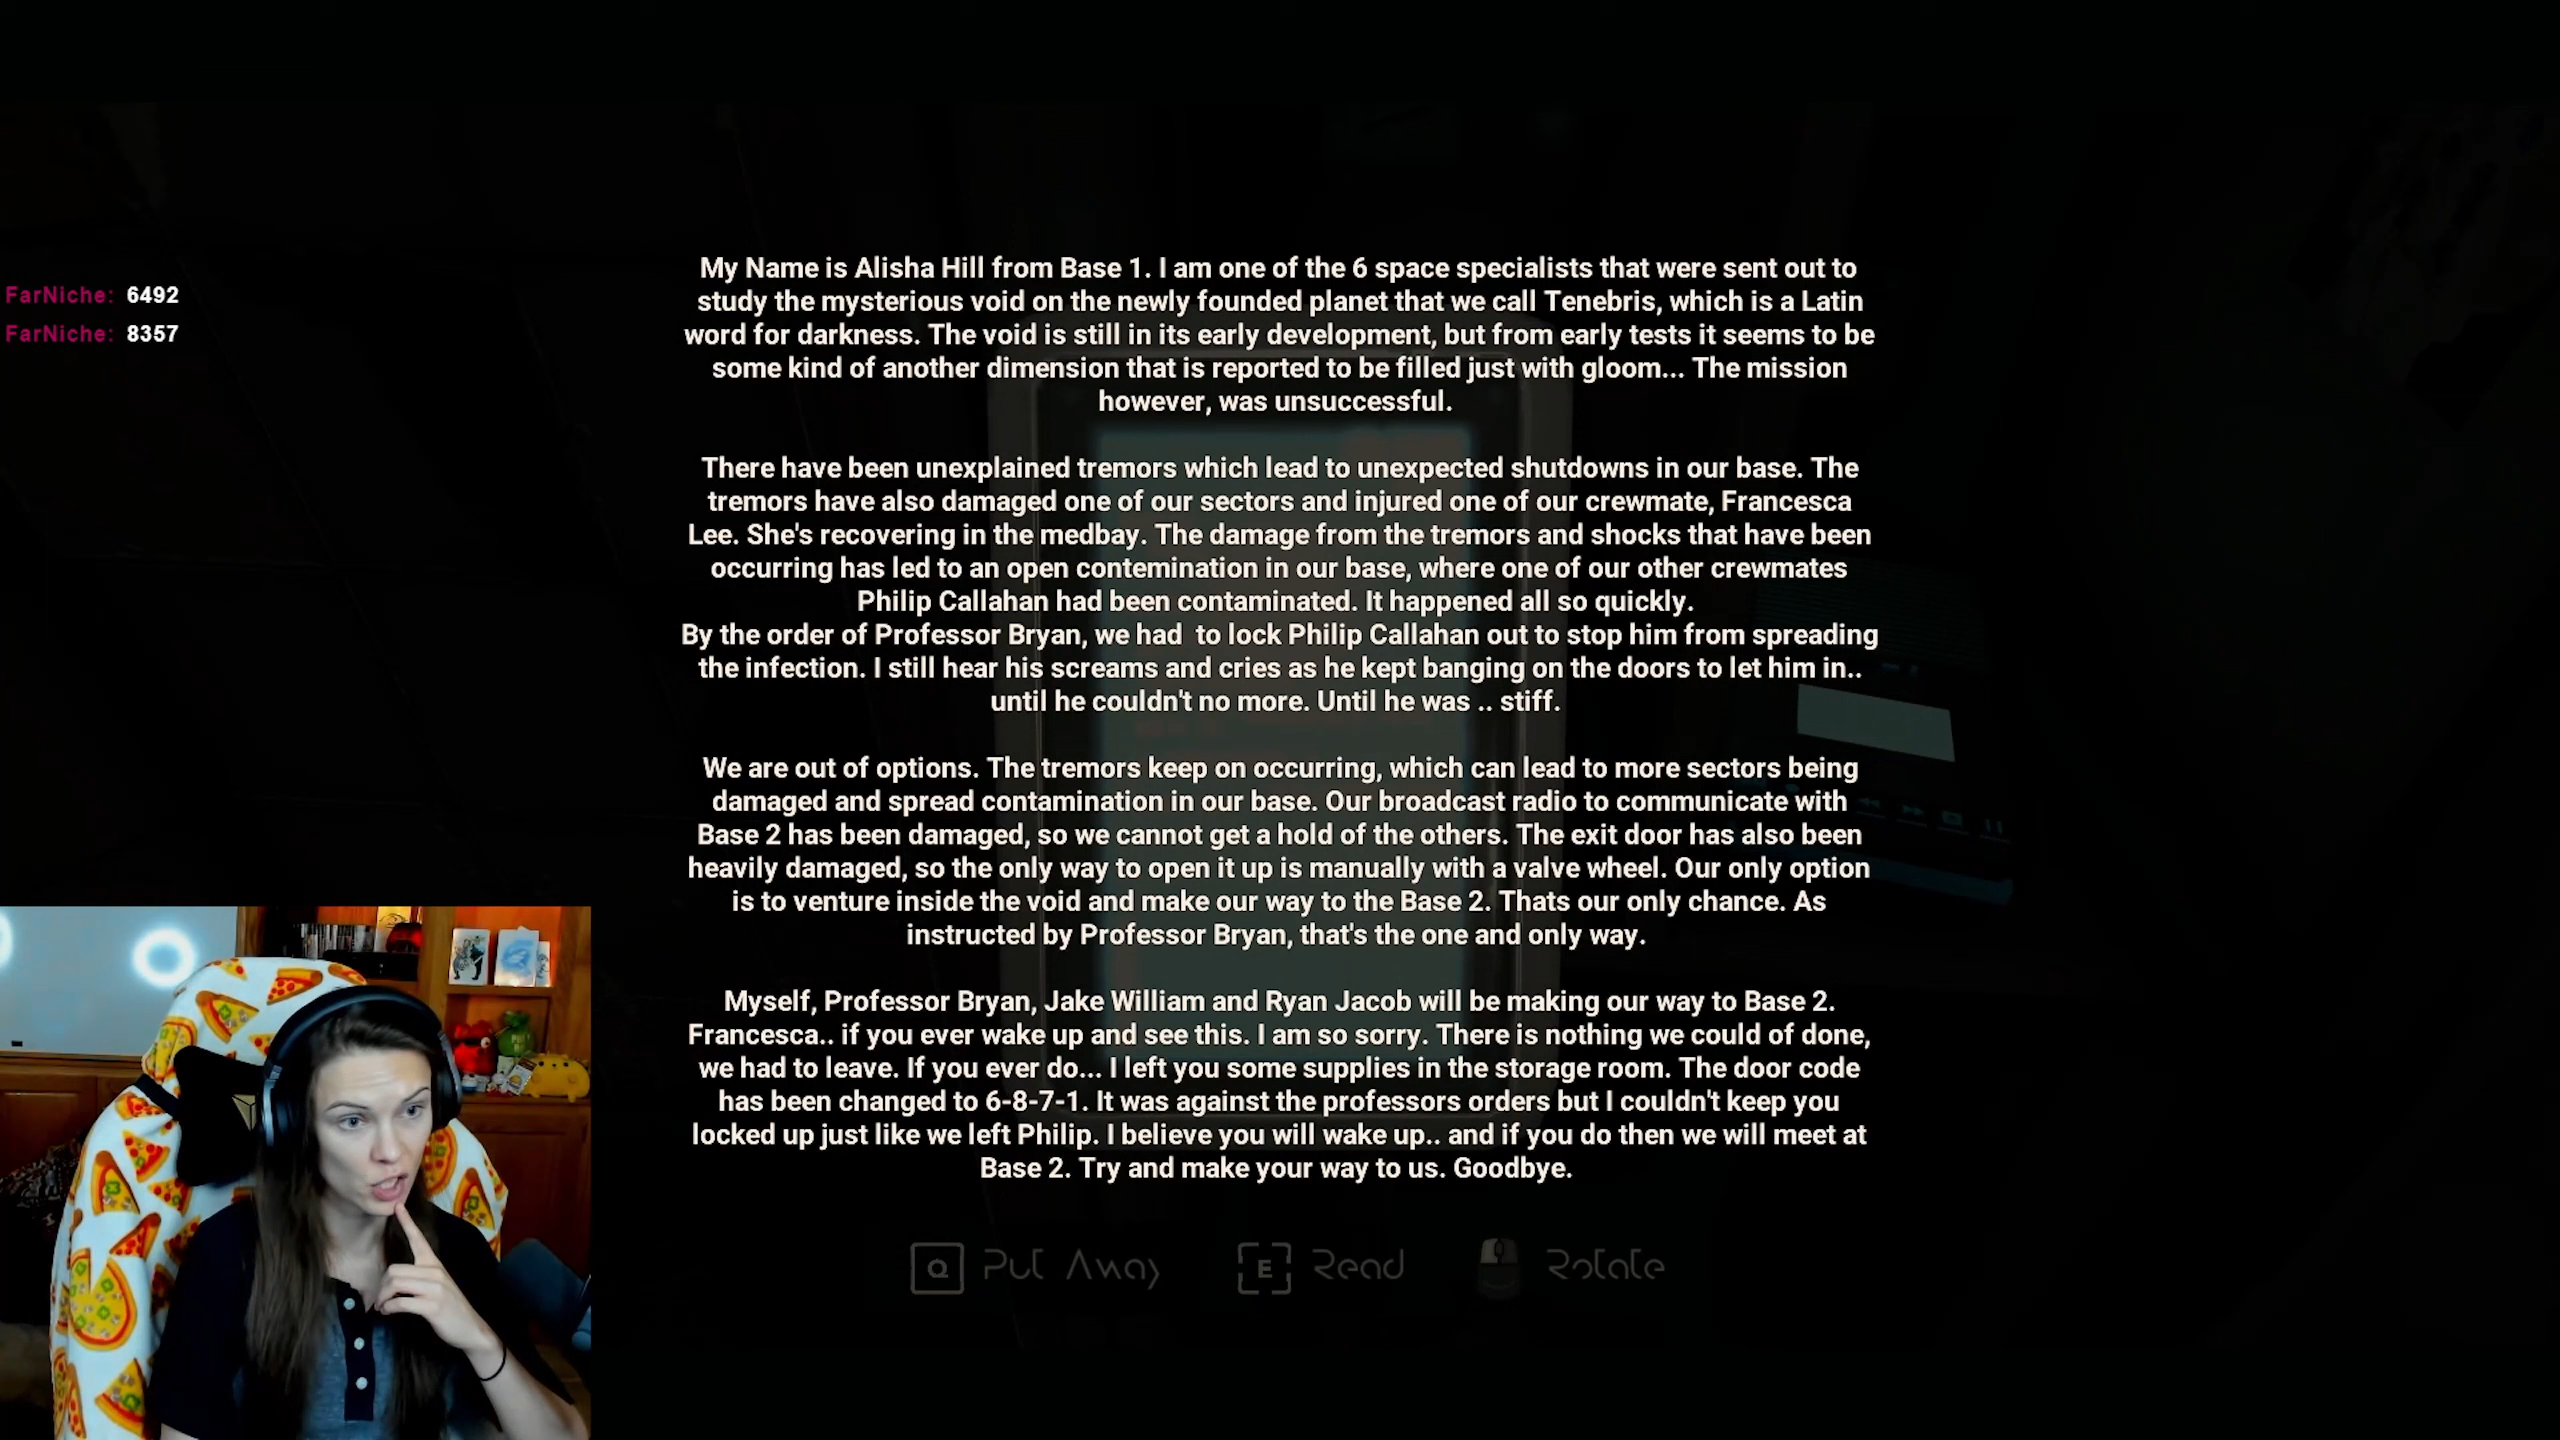 FarNiche: 6492
FarNiche: 8357
My Name is Alisha Hill from Base 1. I am one of the 6 space specialists that were sent out to
study the mysterious void on the newly founded planet that we call Tenebris, which is a Latin
word for darkness. The void is still in its early development, but from early tests it seems to be
some kind of another dimension that is reported to be filled just with gloom... The mission
however, was unsuccessful.
There have been unexplained tremors which lead to unexpected shutdowns in our base. The
tremors have also damaged one of our sectors and injured one of our crewmate, Francesca
Lee. She's recovering in the medbay. The damage from the tremors and shocks that have been
occurring has led to an open contemination in our base, where one of our other crewmates
Philip Callahan had been contaminated. It happened all so quickly.
By the order of Professor Bryan, we had  to lock Philip Callahan out to stop him from spreading
the infection. I still hear his screams and cries as he kept banging on the doors to let him in..
until he couldn't no more. Until he was .. stiff.
We are out of options. The tremors keep on occurring, which can lead to more sectors being
damaged and spread contamination in our base. Our broadcast radio to communicate with
Base 2 has been damaged, so we cannot get a hold of the others. The exit door has also been
heavily damaged, so the only way to open it up is manually with a valve wheel. Our only option
is to venture inside the void and make our way to the Base 2. Thats our only chance. As
instructed by Professor Bryan, that's the one and only way.
Myself, Professor Bryan, Jake William and Ryan Jacob will be making our way to Base 2.
Francesca.. if you ever wake up and see this. I am so sorry. There is nothing we could of done,
we had to leave. If you ever do... I left you some supplies in the storage room. The door code
has been changed to 6-8-7-1. It was against the professors orders but I couldn't keep you
locked up just like we left Philip. I believe you will wake up.. and if you do then we will meet at
Base 2. Try and make your way to us. Goodbye.
Q Put Away E Read Rotate